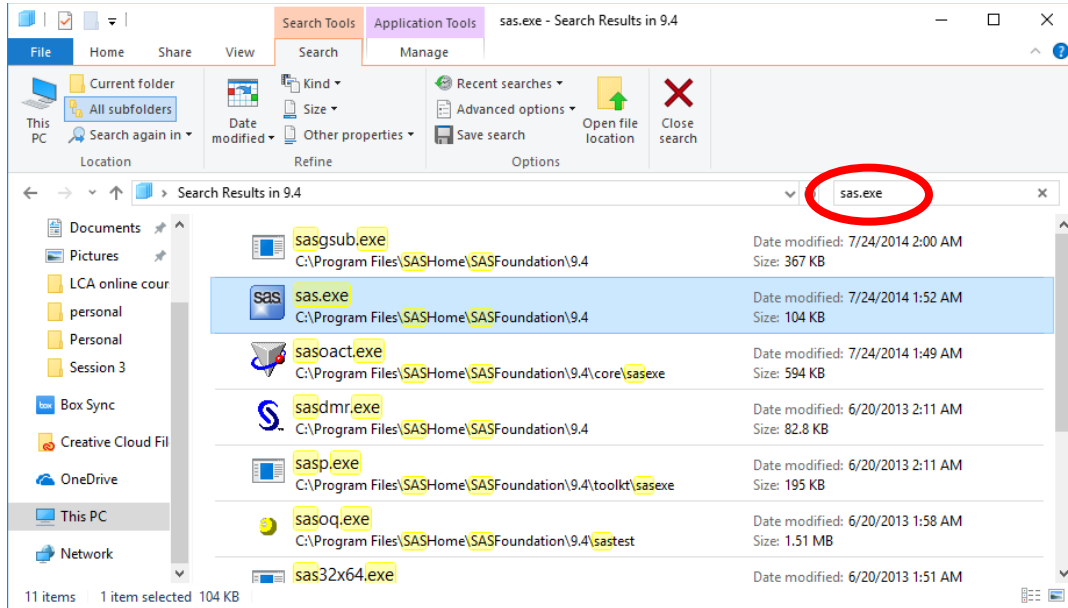 Search Tools
Application Tools
sas.exe - Search Results in 9.4
File
Home
Share
View
Search
Manage
This PC
Current folder
All subfolders
Search again in
Location
Date modified
Kind
Size
Other properties
Refine
Recent searches
Advanced options
Save search
Options
Open file location
Close search
Search Results in 9.4
sas.exe
Documents
Pictures
LCA online cour
personal
Personal
Session 3
box
Box Sync
Creative Cloud Fil
OneDrive
This PC
Network
sasgsub.exe
Date modified: 7/24/2014 2:00 AM
C:\Program Files\SASHome\SASFoundation\9.4
Size: 367 KB
sas
sas.exe
Date modified: 7/24/2014 1:52 AM
C:\Program Files\SASHome\SASFoundation\9.4
Size: 104 KB
sasoact.exe
Date modified: 7/24/2014 1:49 AM
C:\Program Files\SASHome\SASFoundation\9.4\core\sasexe
Size: 594 KB
sasdmr.exe
Date modified: 6/20/2013 2:11 AM
C:\Program Files\SASHome\SASFoundation\9.4
Size: 82.8 KB
sasp.exe
Date modified: 6/20/2013 2:11 AM
C:\Program Files\SASHome\SASFoundation\9.4\toolkt\sasexe
Size: 195 KB
sasoq.exe
Date modified: 6/20/2013 1:58 AM
C:\Program Files\SASHome\SASFoundation\9.4\sastest
Size: 1.51 MB
sas32x64.exe
Date modified: 6/20/2013 1:51 AM
11 items
1 item selected 104 KB